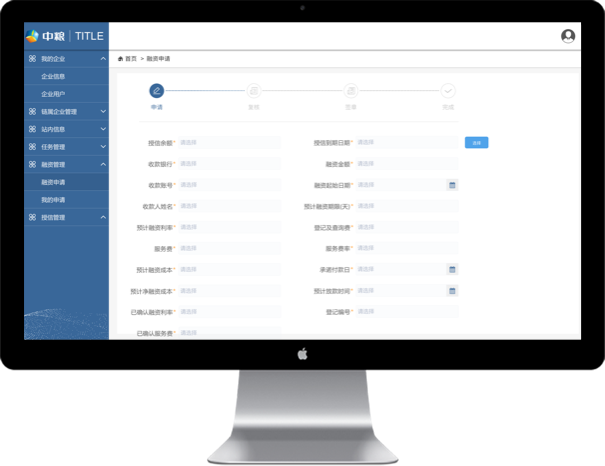 中粮 | TITLE
我的企业
企业信息
企业用户
链属企业管理
站内信息
任务管理
融资管理
融资申请
我的申请
授信管理
首页 > 融资申请
申请
签署
完成
授信余额* 请选择
授信到期日期* 请选择
收款银行* 请选择
融资金额* 请选择
收款账号* 请选择
融资起始日期* 请选择
收款人姓名* 请选择
预计融资期限(天)* 请选择
预计融资利率* 请选择
登记及查询费* 请选择
服务费* 请选择
服务费率* 请选择
预计融资成本* 请选择
承诺付款日* 请选择
预计净融资成本* 请选择
预计放款时间* 请选择
已确认融资利率* 请选择
登记编号* 请选择
已确认服务费* 请选择